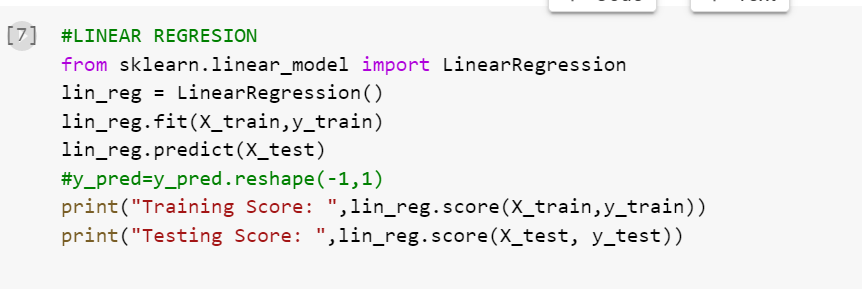 [7] #LINEAR REGRESION
from sklearn.linear_model import LinearRegression
lin_reg = LinearRegression()
lin_reg.fit(X_train,y_train)
lin_reg.predict(X_test)
#y_pred=y_pred.reshape(-1,1)
print("Training Score: ",lin_reg.score(X_train,y_train))
print("Testing Score: ",lin_reg.score(X_test, y_test))